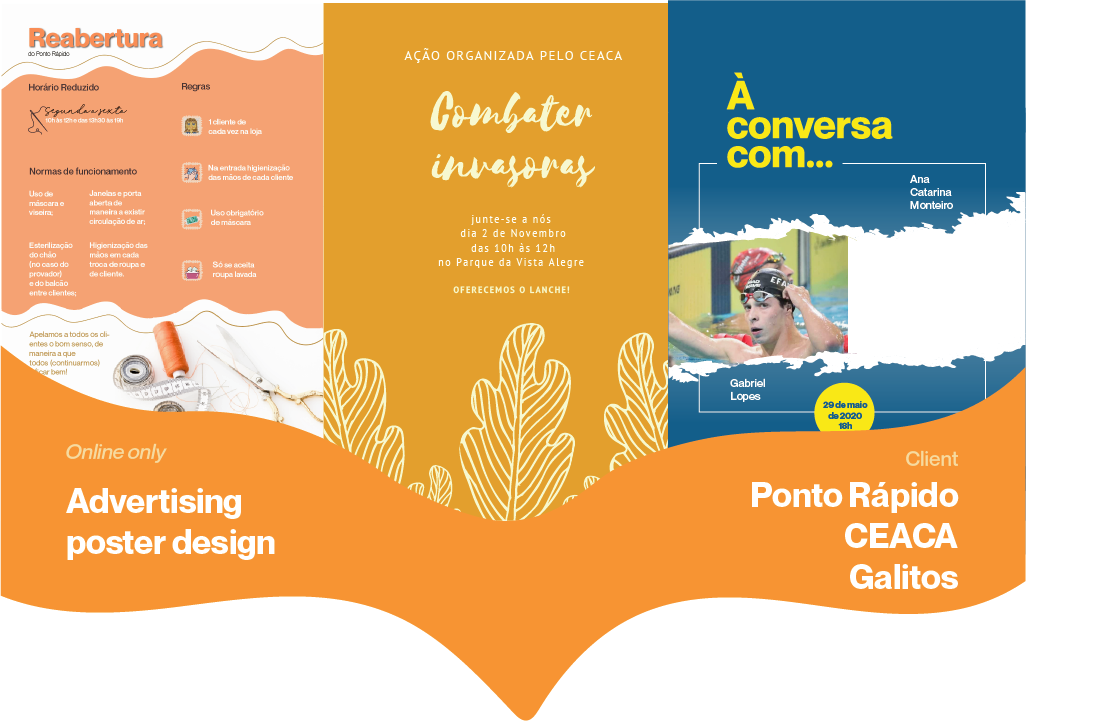 Reabertura
do Ponto Rápido
Horário Reduzido
Segunda a sexta
10h às 12h e das 13h30 às 19h
Normas de funcionamento
Uso de
máscara e
viseira;
Janelas e porta
aberta de
maneira a existir
circulação de ar;
Esterilização
do chão
(no caso do
provador)
e do balcão
entre clientes;
Higienização das
mãos em cada
troca de roupa e
de cliente.
Regras
1 cliente de
cada vez na loja
Na entrada higienização
das mãos de cada cliente
Uso obrigatório
de máscara
Só se aceita
roupa lavada
Apelamos a todos os cli-
entes o bom senso, de
maneira a que
todos (continuarmos)
ficar bem!
AÇÃO ORGANIZADA PELO CEACA
Combater
invasoras
junte-se a nós
dia 2 de Novembro
das 10h às 12h
no Parque da Vista Alegre
OFERECEMOS O LANCHE!
À
conversa
com...
Ana
Catarina
Monteiro
Gabriel
Lopes
29 de maio
de 2020
18h
Online only
Advertising
poster design
Client
Ponto Rápido
CEACA
Galitos